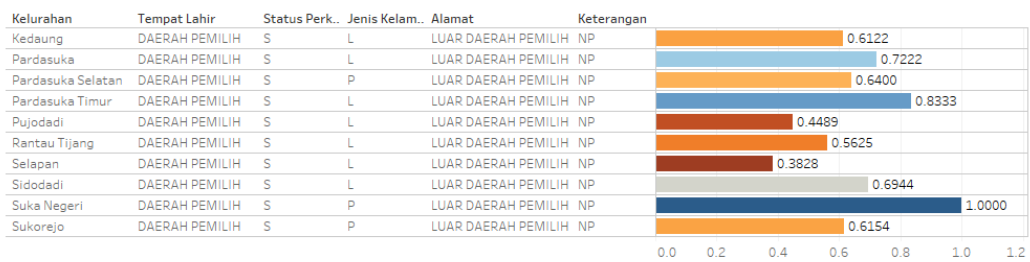 Kelurahan Tempat Lahir Status Perk.. Jenis Kelam.. Alamat Keterangan
Kedaung DAERAH PEMILIH S L LUAR DAERAH PEMILIH NP 0.6122
Pardasuka DAERAH PEMILIH S L LUAR DAERAH PEMILIH NP 0.7222
Pardasuka Selatan DAERAH PEMILIH S P LUAR DAERAH PEMILIH NP 0.6400
Pardasuka Timur DAERAH PEMILIH S L LUAR DAERAH PEMILIH NP 0.8333
Pujodadi DAERAH PEMILIH S L LUAR DAERAH PEMILIH NP 0.4489
Rantau Tijang DAERAH PEMILIH S L LUAR DAERAH PEMILIH NP 0.5625
Selapan DAERAH PEMILIH S L LUAR DAERAH PEMILIH NP 0.3828
Sidodadi DAERAH PEMILIH S L LUAR DAERAH PEMILIH NP 0.6944
Suka Negeri DAERAH PEMILIH S P LUAR DAERAH PEMILIH NP 1.0000
Sukorejo DAERAH PEMILIH S P LUAR DAERAH PEMILIH NP 0.6154
0.0 0.2 0.4 0.6 0.8 1.0 1.2